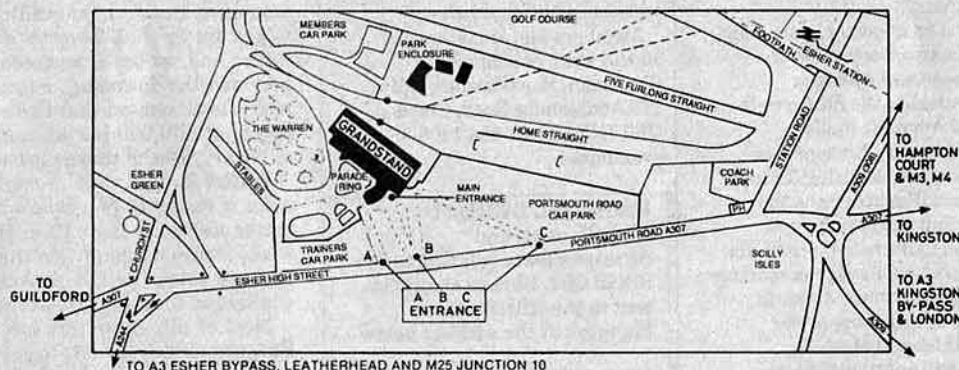 MEMBERS
CAR PARK
GOLF COURSE
PARK
ENCLOSURE
FOOTPATH
ESHER STATION
FIVE FURLONG STRAIGHT
HOME STRAIGHT
STATION ROAD
THE WARREN
GRANDSTAND
PARADE
RING
STABLES
ESHER
GREEN
CHURCH ST
MAIN
ENTRANCE
COACH
PARK
PH
PORTSMOUTH ROAD
CAR PARK
TRAINERS
CAR PARK
A
B
C
ESHER HIGH STREET
PORTSMOUTH ROAD A307
SCILLY
ISLES
A B C
ENTRANCE
TO
GUILDFORD
A307
A244
A307
A309
TO
HAMPTON
COURT
& M3, M4
TO
KINGSTON
TO A3
KINGSTON
BY-PASS
& LONDON
TO A3 ESHER BYPASS, LEATHERHEAD AND M25 JUNCTION 10